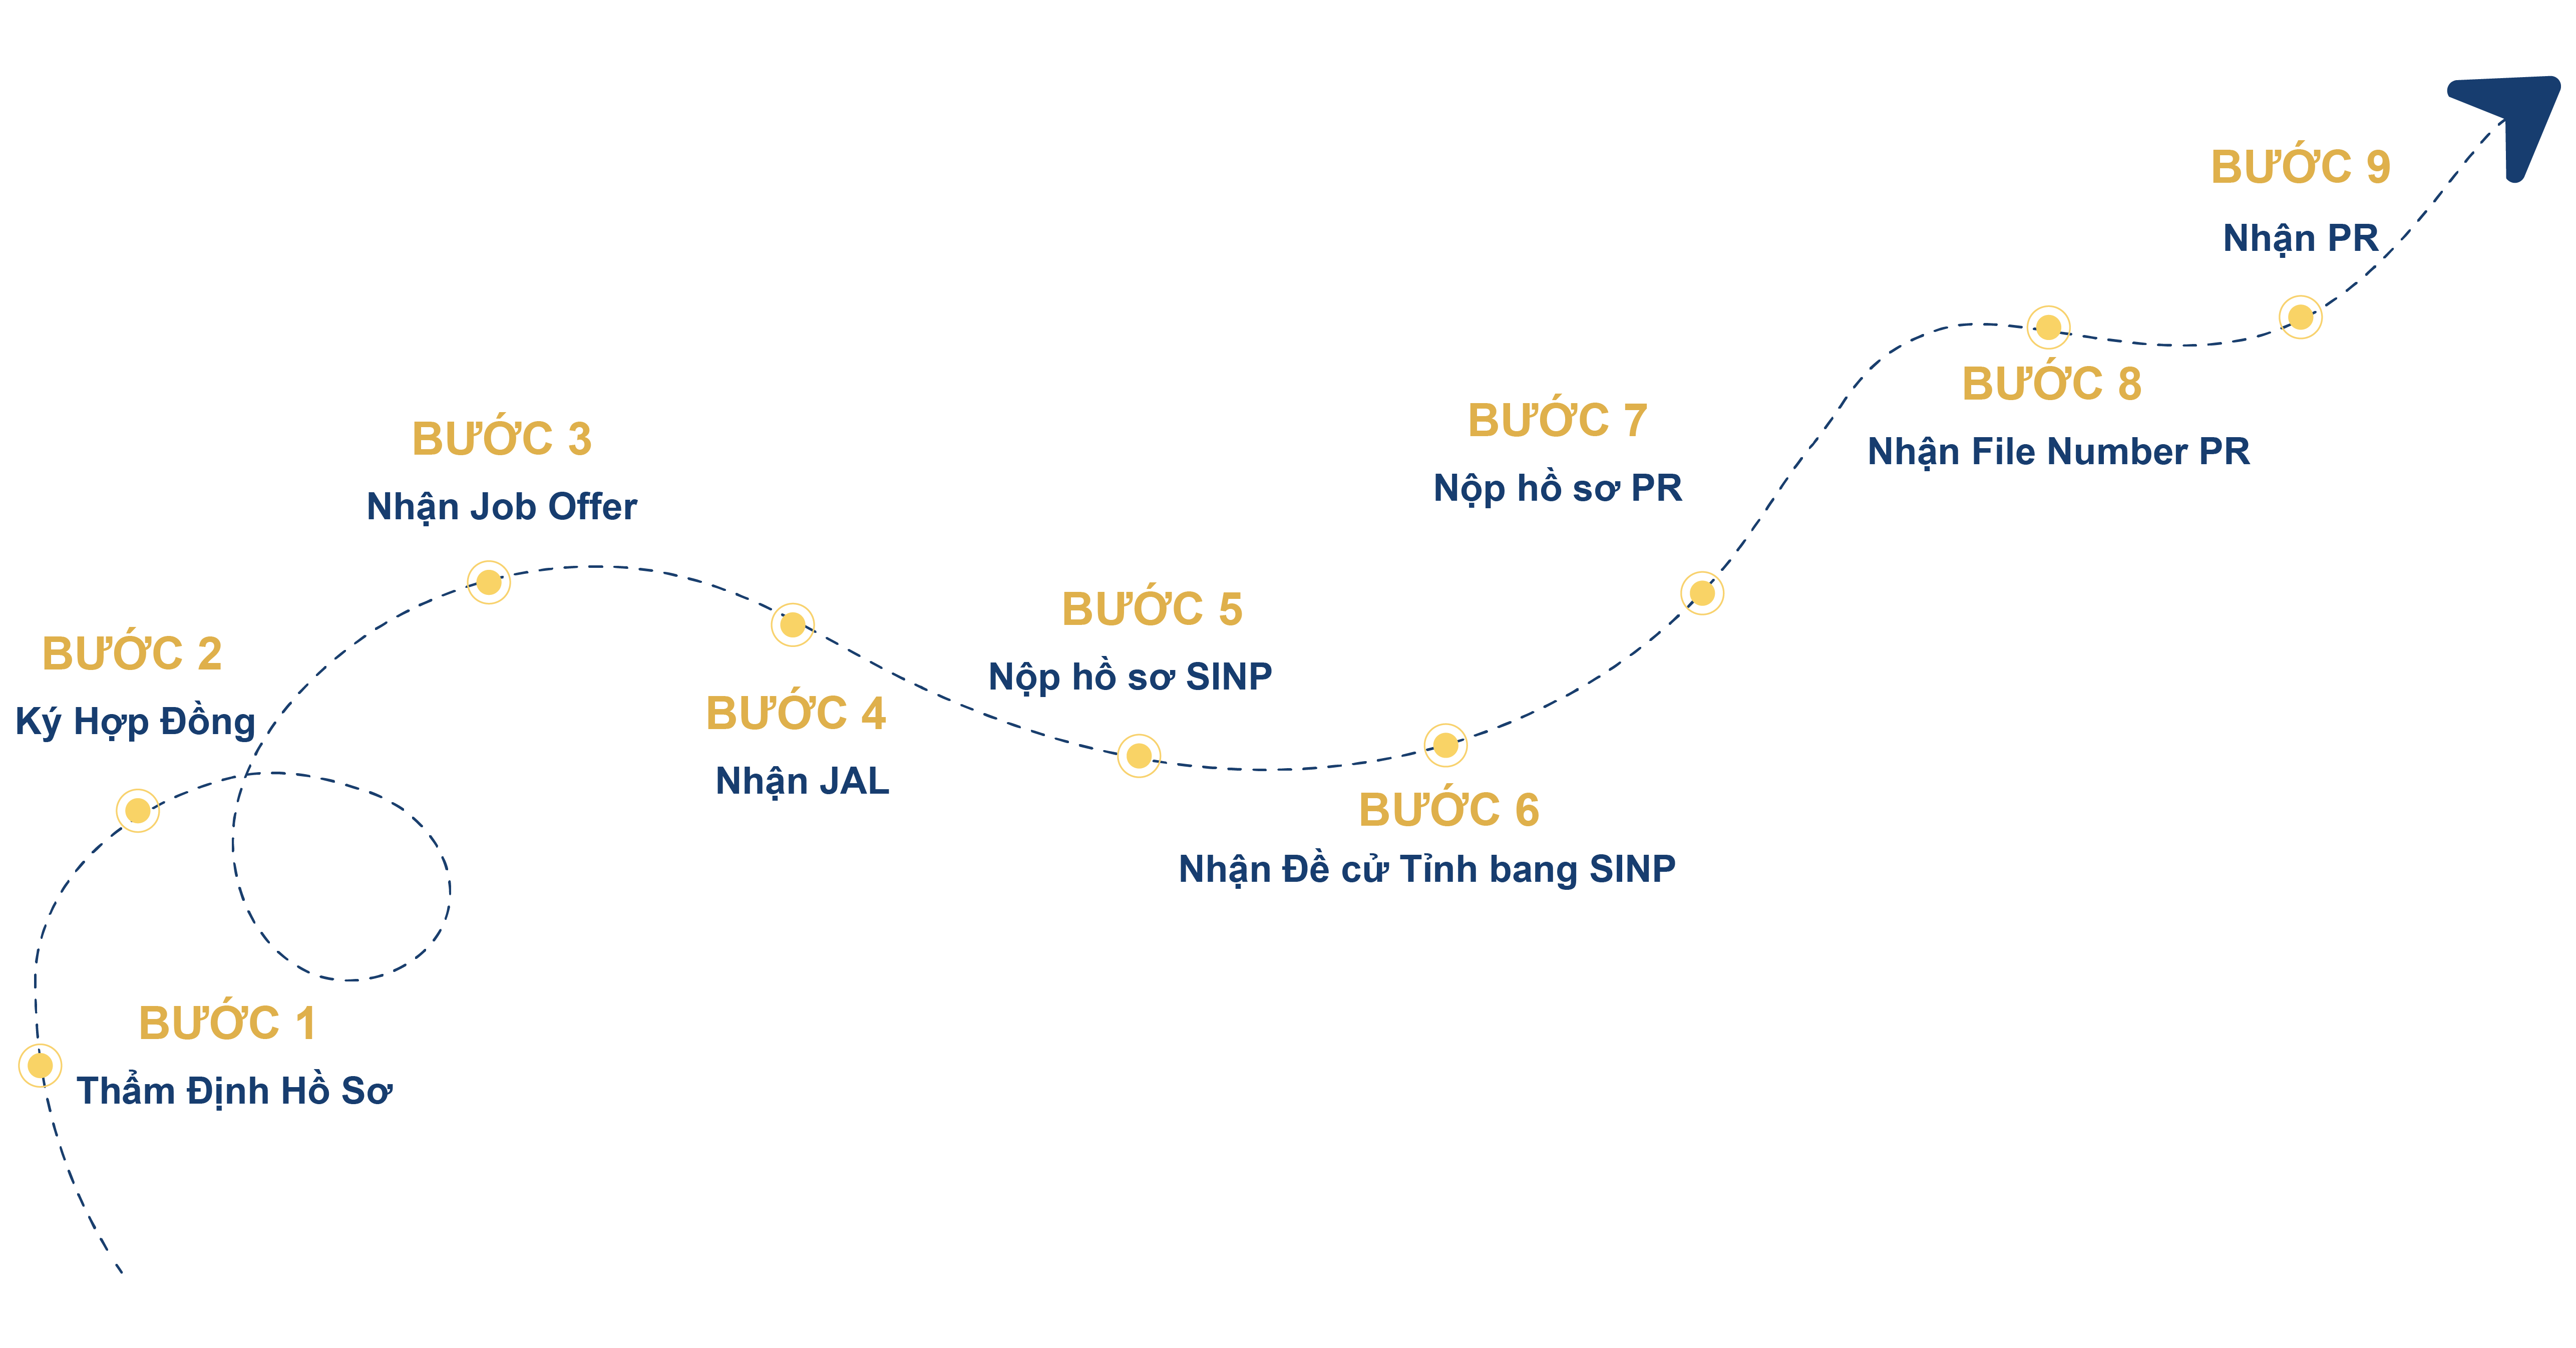 BƯỚC 1
Thẩm Định Hồ Sơ
BƯỚC 2
Ký Hợp Đồng
BƯỚC 3
Nhận Job Offer
BƯỚC 4
Nhận JAL
BƯỚC 5
Nộp hồ sơ SINP
BƯỚC 6
Nhận Đề cử Tỉnh bang SINP
BƯỚC 7
Nộp hồ sơ PR
BƯỚC 8
Nhận File Number PR
BƯỚC 9
Nhận PR